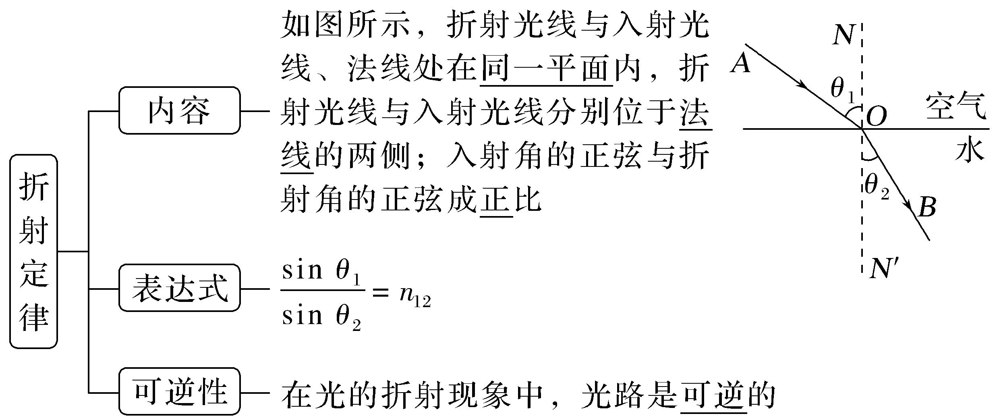 折射定律
内容
如图所示，折射光线与入射光
线、法线处在同一平面内，折
射光线与入射光线分别位于法
线的两侧；入射角的正弦与折
射角的正弦成正比
N
A
θ1
O
空气
水
θ2
B
N′
表达式
sin θ1
sin θ2
= n12
可逆性
在光的折射现象中，光路是可逆的